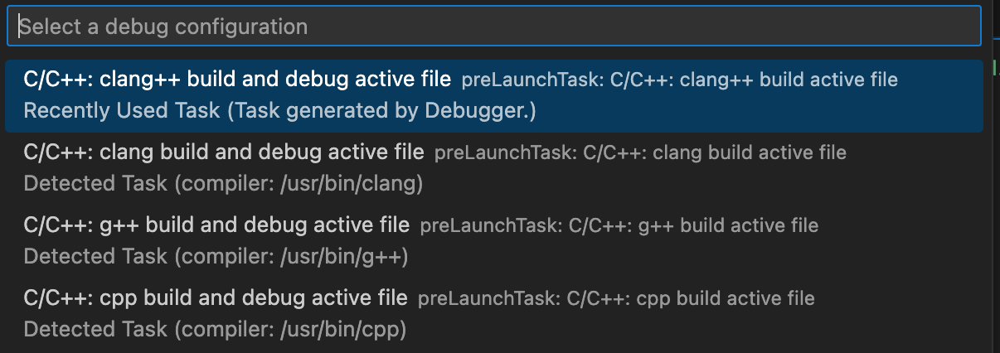 Select a debug configuration
C/C++: clang++ build and debug active file preLaunchTask: C/C++: clang++ build active file
Recently Used Task (Task generated by Debugger.)
C/C++: clang build and debug active file preLaunchTask: C/C++: clang build active file
Detected Task (compiler: /usr/bin/clang)
C/C++: g++ build and debug active file preLaunchTask: C/C++: g++ build active file
Detected Task (compiler: /usr/bin/g++)
C/C++: cpp build and debug active file preLaunchTask: C/C++: cpp build active file
Detected Task (compiler: /usr/bin/cpp)